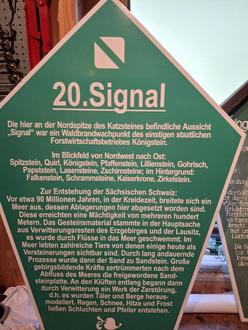 20.Signal
Die hier an der Nordspitze des Katzsteines befindliche Aussicht
„Signal“ war ein Waldbrandwachpunkt des einstigen staatlichen
Forstwirtschaftsbetriebes Königstein.
Im Blickfeld von Nordwest nach Ost:
Spitzstein, Quirl, Königstein, Pfaffenstein, Lilienstein, Gohrisch,
Papststein, Lasenstein, Zschirnsteine; im Hintergrund:
Falkenstein, Schrammsteine, Kaiserkrone, Zirkelstein.
Zur Entstehung der Sächsischen Schweiz:
Vor etwa 90 Millionen Jahren, in der Kreidezeit, breitete sich ein
Meer aus, dessen Ablagerungen hier abgesetzt worden sind.
Diese erreichten eine Mächtigkeit von mehreren hundert
Metern. Das Gesteinsmaterial stammte in der Hauptsache
aus Verwitterungsresten des Erzgebirges und der Lausitz,
es wurde durch Flüsse in das Meer geschwemmt. Im
Meer lebten zahlreiche Tiere von denen einige heute als
Versteinerungen sichtbar sind. Durch lang andauernde
Prozesse wurde dann der Sand zu Sandstein. Große
gebirgsbildende Kräfte zertrümmerten nach dem
Abfluss des Meeres die freigewordene Sand-
steinplatte. An den Klüften entlang begann dann
durch Verwitterung ein Werk der Zerstörung,
d.h. es wurden Täler und Berge heraus-
modelliert. Regen, Schnee, Hitze und Frost
ließen Schluchten und Pfeiler entstehen.